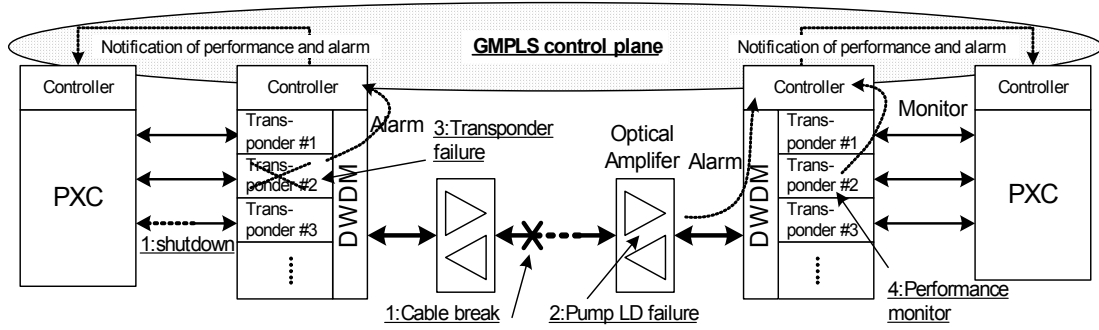 GMPLS control plane
Notification of performance and alarm
Notification of performance and alarm
Controller
Controller
Controller
Controller
Trans-
ponder #1
Alarm
3:Transponder
failure
Trans-
ponder #2
Trans-
ponder #3
PXC
1:shutdown
DWDM
1:Cable break
Optical
Amplifer
Alarm
2:Pump LD failure
DWDM
Trans-
ponder #1
Monitor
Trans-
ponder #2
Trans-
ponder #3
PXC
4:Performance
monitor